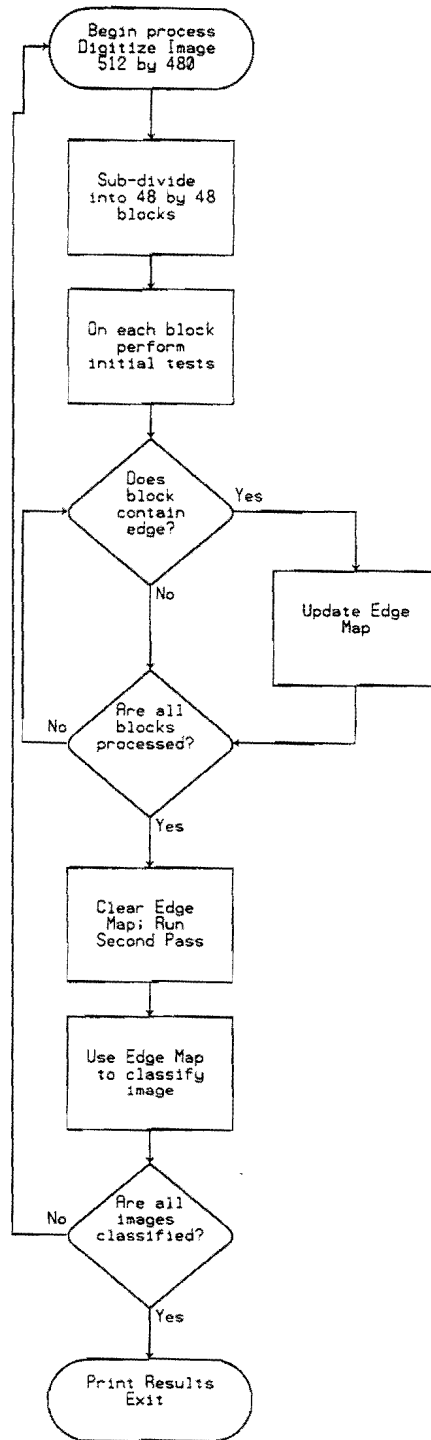 Begin process
Digitize Image
512 by 480
Sub-divide
into 48 by 48
blocks
On each block
perform
initial tests
Does
block
contain
edge?
Yes
No
Update Edge
Map
Are all
blocks
processed?
No
Yes
Clear Edge
Map; Run
Second Pass
Use Edge Map
to classify
image
Are all
images
classified?
No
Yes
Print Results
Exit